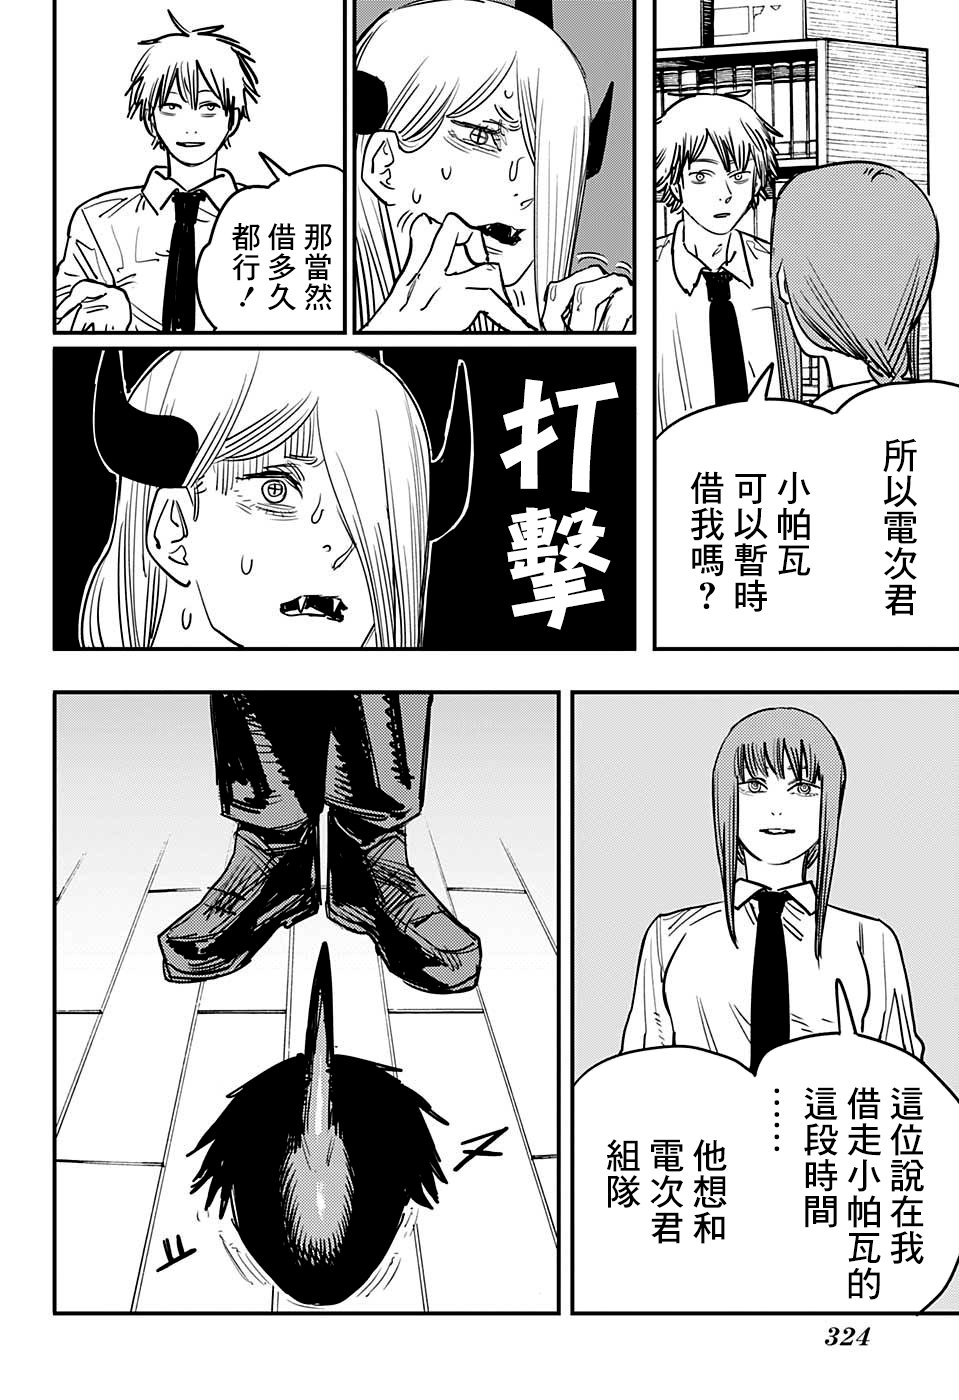 所以電次君
小帕瓦
可以暫時
借我嗎？
那當然
借多久
都行！
打擊
這位說在我
借走小帕瓦的
這段時間
……
他想和
電次君
組隊
324